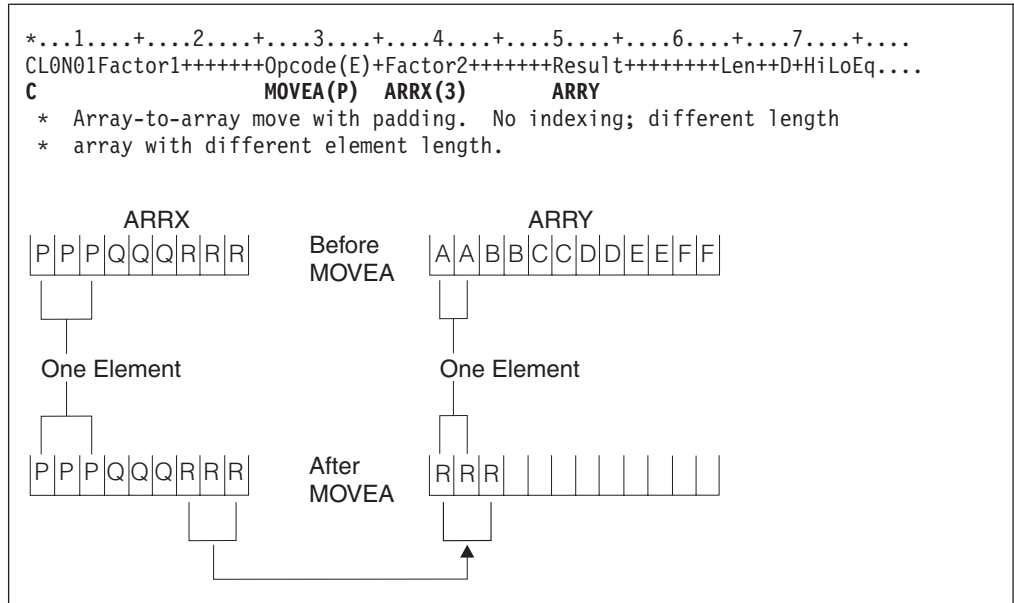 *...1....+....2....+....3....+....4....+....5....+....6....+....7....+....
CL0N01Factor1+++++++Opcode(E)+Factor2+++++++Result++++++++Len++D+HiLoEq....
C                   MOVEA(P)  ARRX(3)       ARRY
 *  Array-to-array move with padding.  No indexing; different length
 *  array with different element length.
ARRX ARRY
P P P Q Q Q R R R Before A A B B C C D D E E F F
MOVEA
One Element One Element
P P P Q Q Q R R R After R R R
MOVEA